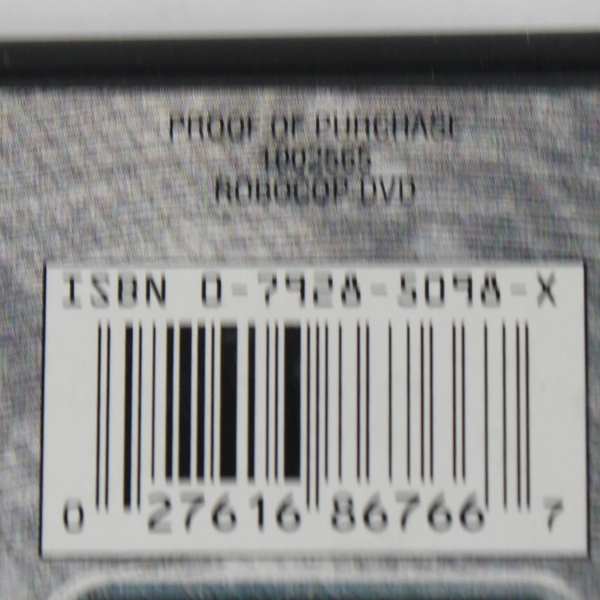 PROOF OF PURCHASE
1002565
ROBOCOP DVD
ISBN 0-7928-5098-X
0 27616 86766 7